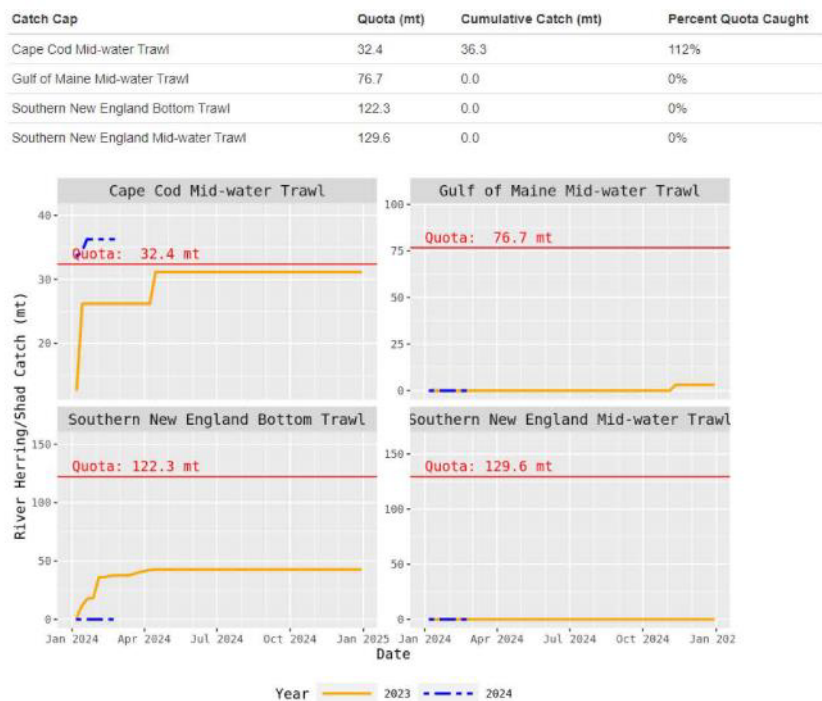 Catch Cap Quota (mt) Cumulative Catch (mt) Percent Quota Caught
Cape Cod Mid-water Trawl 32.4 36.3 112%
Gulf of Maine Mid-water Trawl 76.7 0.0 0%
Southern New England Bottom Trawl 122.3 0.0 0%
Southern New England Mid-water Trawl 129.6 0.0 0%
Cape Cod Mid-water Trawl
Gulf of Maine Mid-water Trawl
40
30
20
Quota: 32.4 mt
100
75
50
25
0
Quota: 76.7 mt
River Herring/Shad Catch (mt)
Southern New England Bottom Trawl
Southern New England Mid-water Trawl
150
100
50
0
Quota: 122.3 mt
150
100
50
0
Quota: 129.6 mt
Jan 2024 Apr 2024 Jul 2024 Oct 2024 Jan 2025
Jan 2024 Apr 2024 Jul 2024 Oct 2024 Jan 202
Date
Year 2023 2024